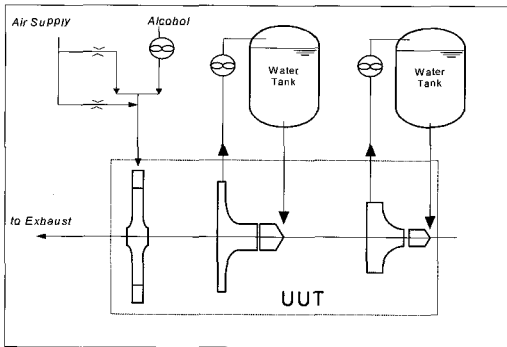 Air Supply
Alcohol
Water
Tank
Water
Tank
to Exhaust
UUT